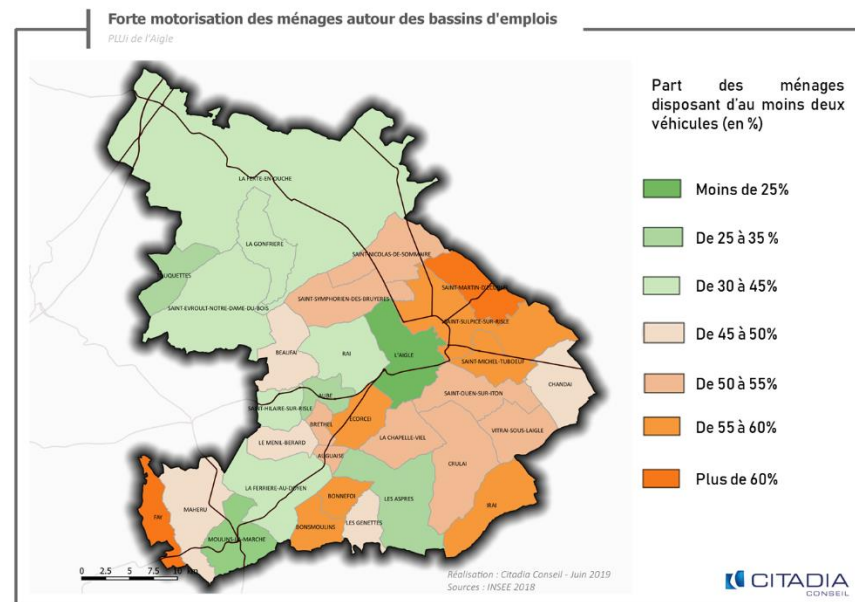 Forte motorisation des ménages autour des bassins d'emplois
PLUi de l'Aigle
Part des ménages
disposant d'au moins deux
véhicules (en %)
Moins de 25%
De 25 à 35 %
De 30 à 45%
De 45 à 50%
De 50 à 55%
De 55 à 60%
Plus de 60%
LA FERTE-EN-OUCHE
LA GONFRIERE
SAINT-NICOLAS-DE-SOMMAIRE
SAINT-EVROULT-NOTRE-DAME-DU-BOIS
SAINT-SYMPHORIEN-DES-BRUYERES
SAINT-SULPICE-SUR-RISLE
BEAUFAI
RAI
L'AIGLE
SAINT-MICHEL-TUBOEUF
CHANDAI
AUBE
SAINT-OUEN-SUR-ITON
SAINT-HILAIRE-SUR-RISLE
BRETHEL
ECORCEI
VITRAI-SOUS-LAIGLE
LE MENIL-BERARD
LA CHAPELLE-VIEL
AUGUAISE
CRULAI
LA FERRIERE-AU-DOYEN
BONNEFOI
LES ASPRES
IRAI
MAHERU
FAY
BONSMOULINS
LES GENETTES
MOULINS-LA-MARCHE
0 2.5 5 7.5 10
Réalisation : Citadia Conseil - Juin 2019
Sources : INSEE 2018
CITADIA
CONSEIL